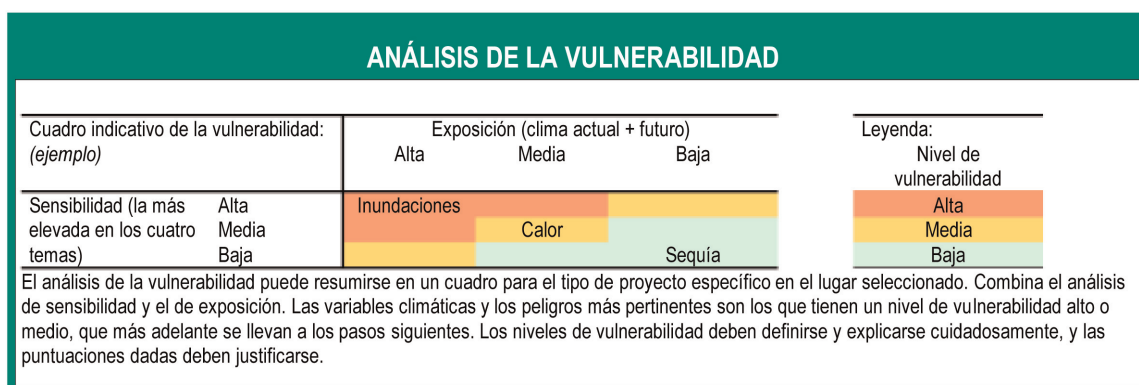 ANÁLISIS DE LA VULNERABILIDAD
Cuadro indicativo de la vulnerabilidad: Exposición (clima actual + futuro) Leyenda:
(ejemplo) Alta Media Baja Nivel de
vulnerabilidad
Sensibilidad (la más Alta Inundaciones Alta
elevada en los cuatro Media Calor Media
temas) Baja Sequía Baja
El análisis de la vulnerabilidad puede resumirse en un cuadro para el tipo de proyecto específico en el lugar seleccionado. Combina el análisis
de sensibilidad y el de exposición. Las variables climáticas y los peligros más pertinentes son los que tienen un nivel de vulnerabilidad alto o
medio, que más adelante se llevan a los pasos siguientes. Los niveles de vulnerabilidad deben definirse y explicarse cuidadosamente, y las
puntuaciones dadas deben justificarse.